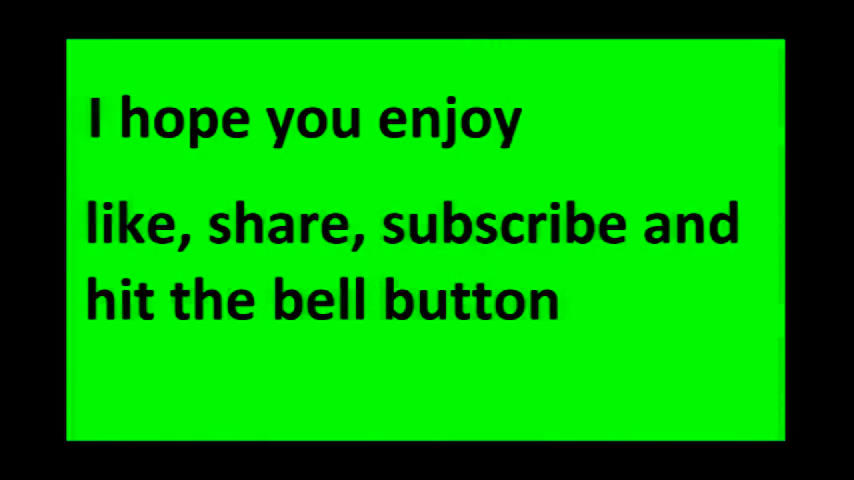 I hope you enjoy
like, share, subscribe and
hit the bell button